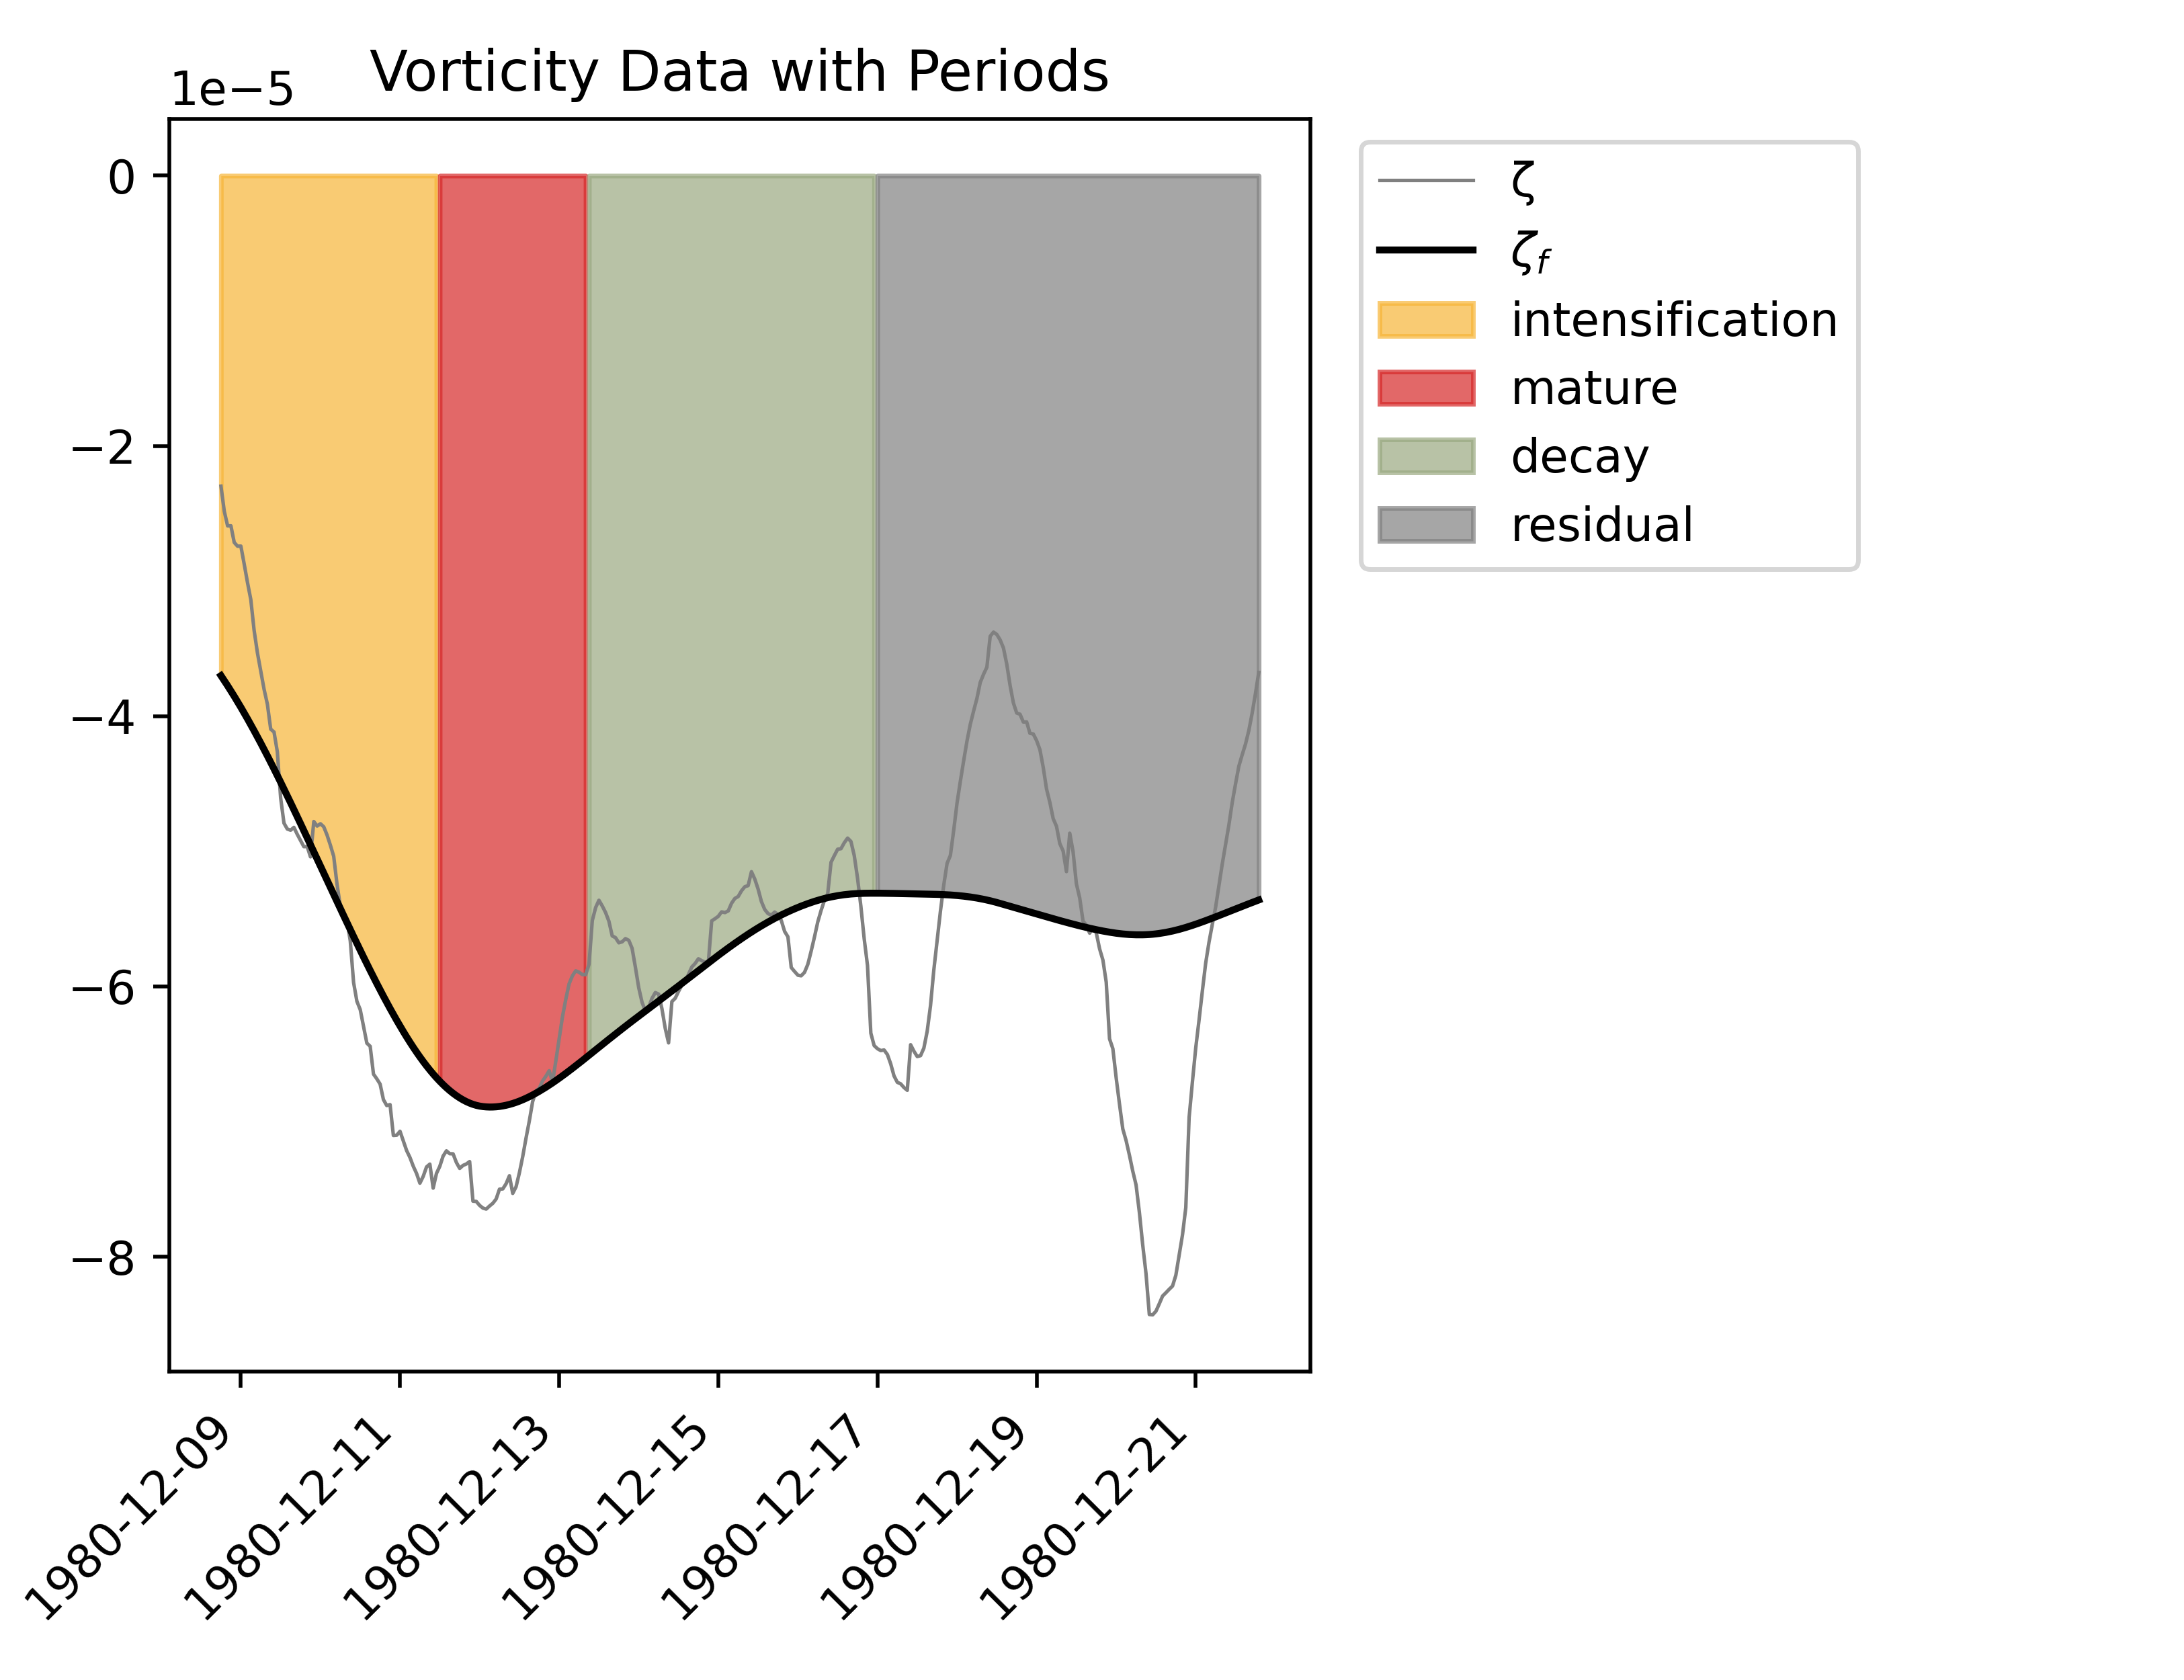 Vorticity Data with Periods
1e−5
0
−2
−4
−6
−8
1980-12-09
1980-12-11
1980-12-13
1980-12-15
1980-12-17
1980-12-19
1980-12-21
ζ
ζf
intensification
mature
decay
residual